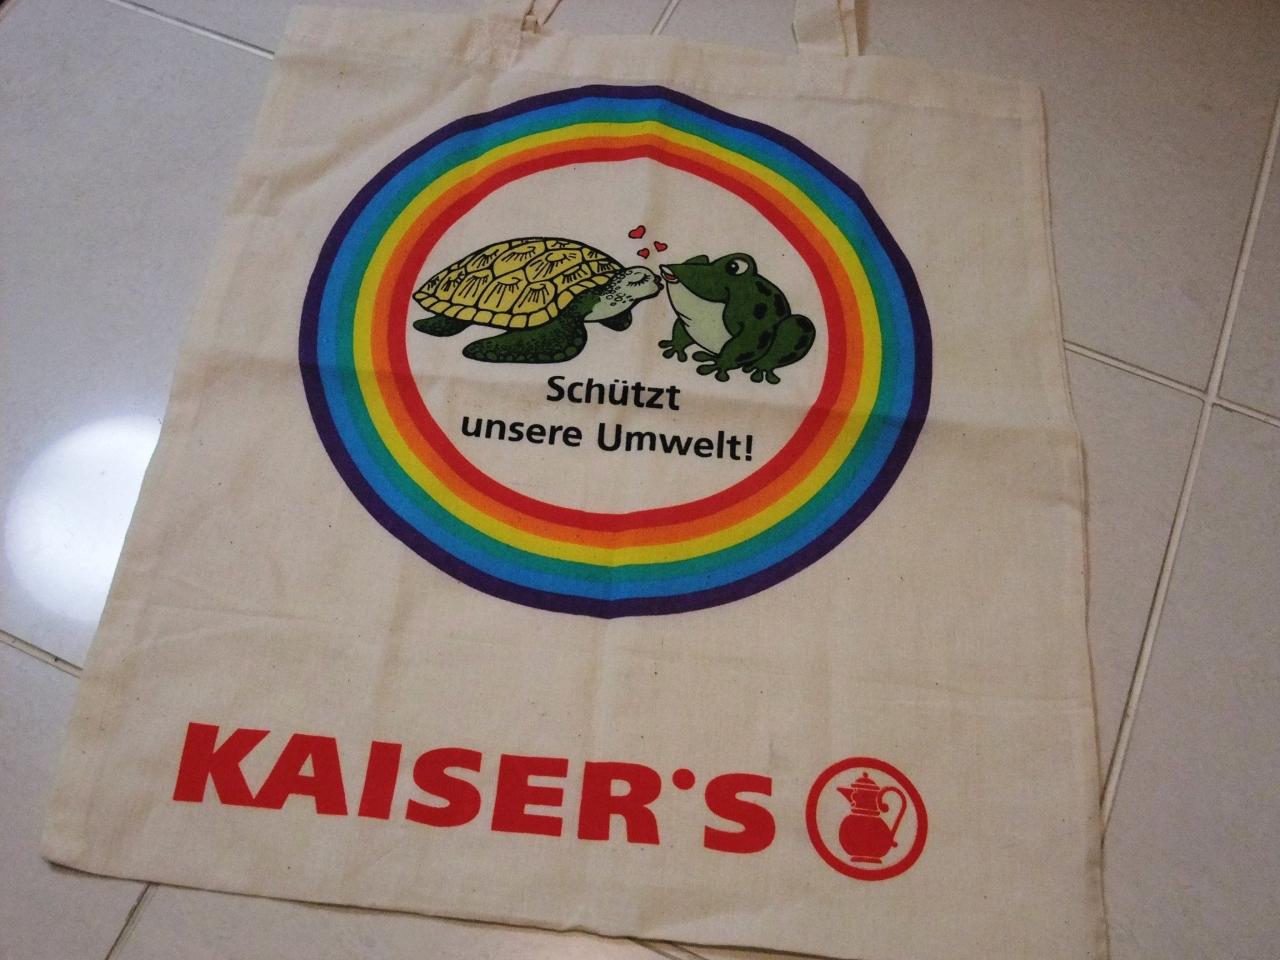 Schützt
unsere Umwelt!
KAISER'S